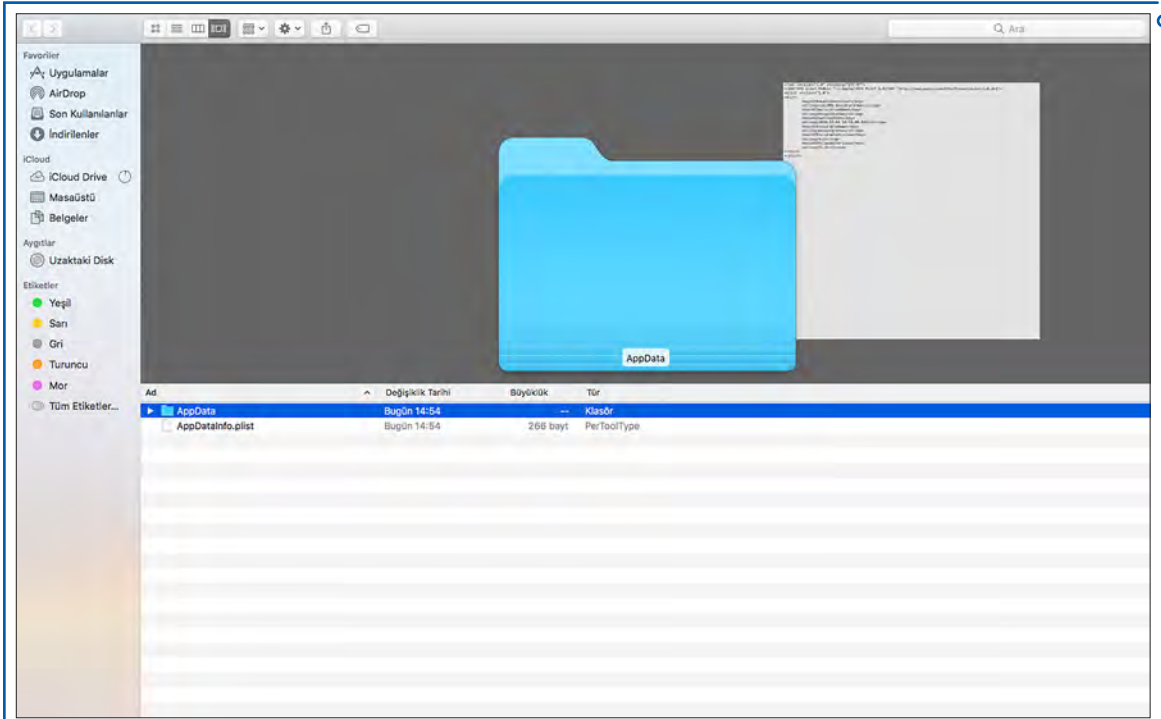 Ara
Favoriler
Uygulamalar
AirDrop
Son Kullanılanlar
İndirilenler
iCloud
iCloud Drive
Masaüstü
Belgeler
Aygıtlar
Uzaktaki Disk
Etiketler
Yeşil
Sarı
Gri
Turuncu
Mor
Tüm Etiketler...
AppData
Ad Değişiklik Tarihi Büyüklük Tür
AppData Bugün 14:54 -- Klasör
AppDataInfo.plist Bugün 14:54 266 bayt PerToolType